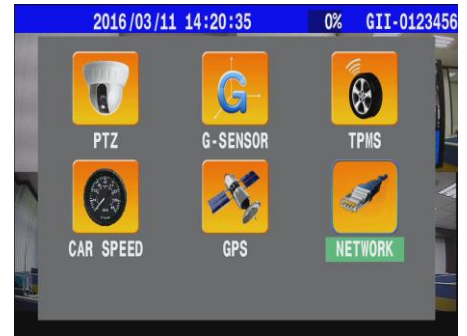 2016/03/11 14:20:35 0% GII-0123456
G
PTZ G-SENSOR TPMS
CAR SPEED GPS NETWORK